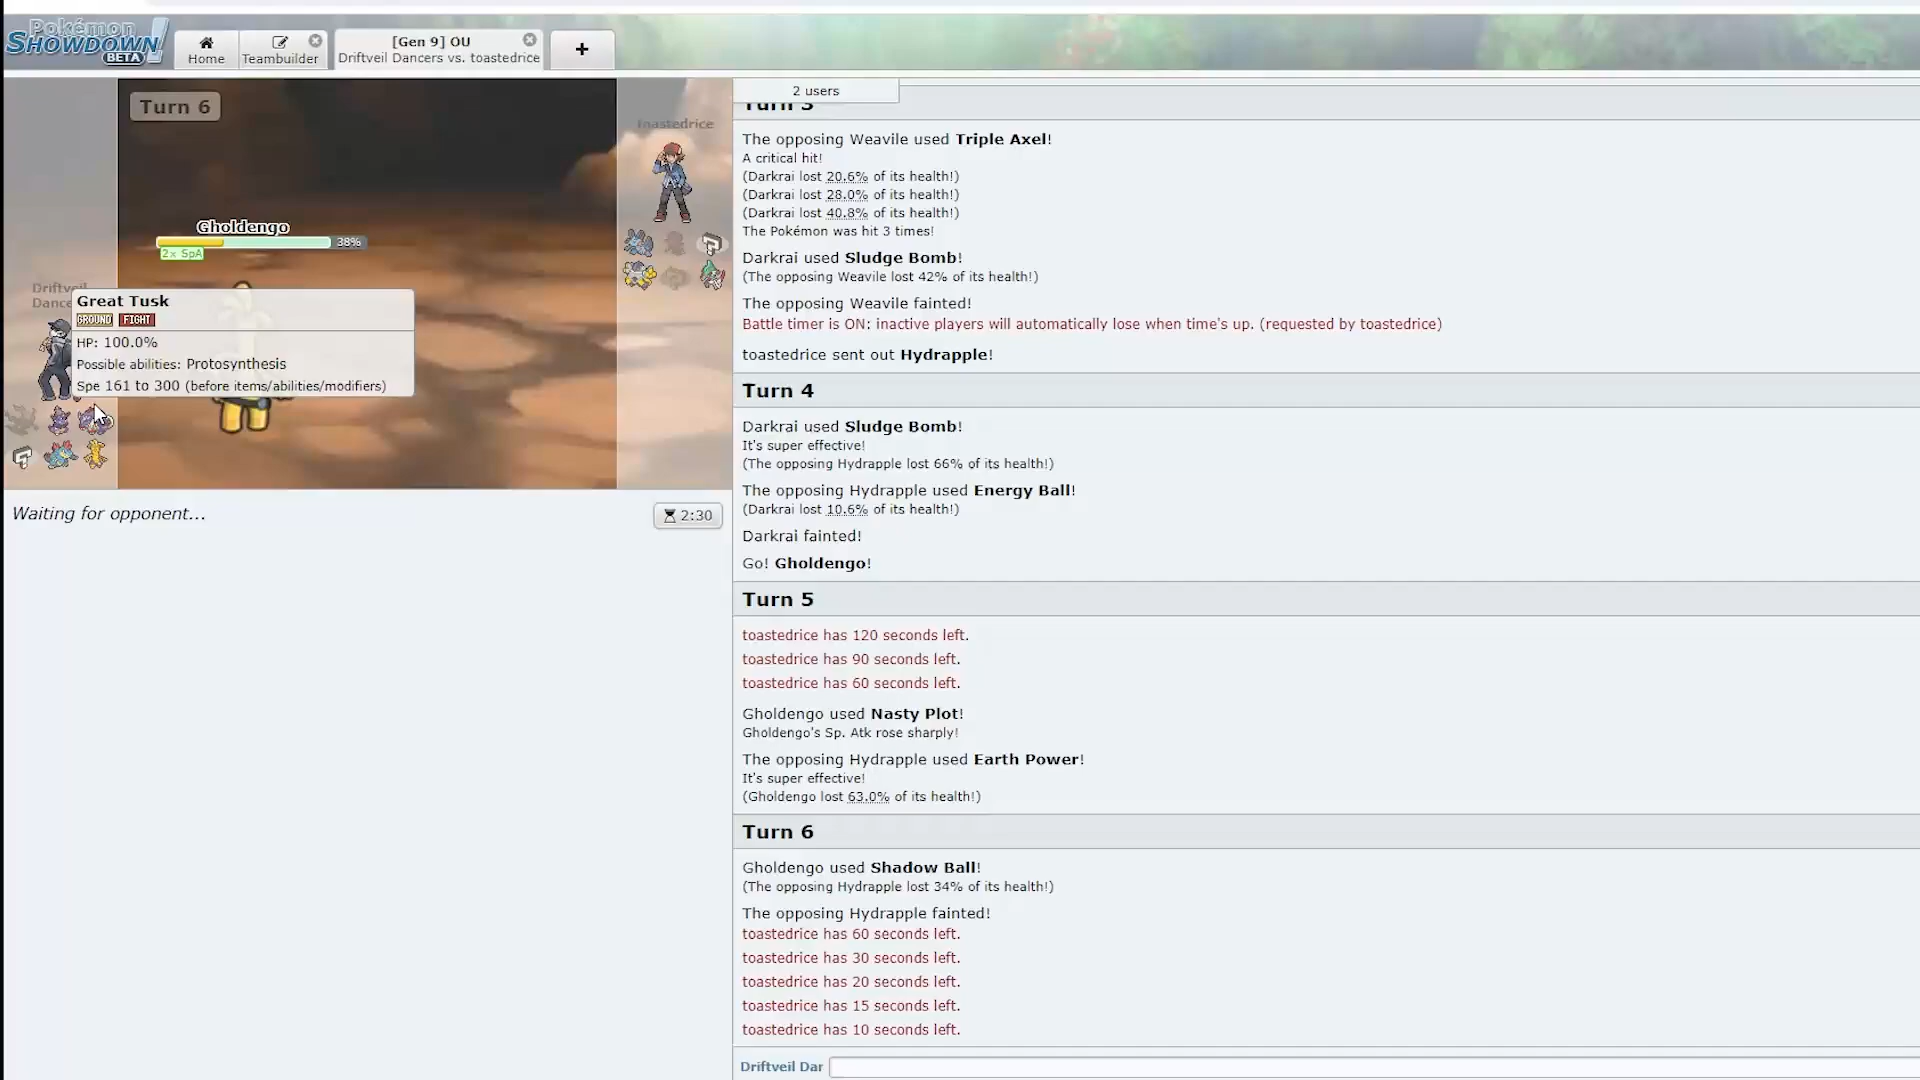 Pokémon
SHOWDOWN!
BETA
Home
Teambuilder
[Gen 9] OU
Driftveil Dancers vs. toastedrice
+
Turn 6
Gholdengo
38%
2x SpA
Driftveil
Dance
Great Tusk
GROUND FIGHT
HP: 100.0%
Possible abilities: Protosynthesis
Spe 161 to 300 (before items/abilities/modifiers)
toastedrice
Waiting for opponent...
2:30
2 users
Turn 3
The opposing Weavile used Triple Axel!
A critical hit!
(Darkrai lost 20.6% of its health!)
(Darkrai lost 28.0% of its health!)
(Darkrai lost 40.8% of its health!)
The Pokémon was hit 3 times!
Darkrai used Sludge Bomb!
(The opposing Weavile lost 42% of its health!)
The opposing Weavile fainted!
Battle timer is ON: inactive players will automatically lose when time's up. (requested by toastedrice)
toastedrice sent out Hydrapple!
Turn 4
Darkrai used Sludge Bomb!
It's super effective!
(The opposing Hydrapple lost 66% of its health!)
The opposing Hydrapple used Energy Ball!
(Darkrai lost 10.6% of its health!)
Darkrai fainted!
Go! Gholdengo!
Turn 5
toastedrice has 120 seconds left.
toastedrice has 90 seconds left.
toastedrice has 60 seconds left.
Gholdengo used Nasty Plot!
Gholdengo's Sp. Atk rose sharply!
The opposing Hydrapple used Earth Power!
It's super effective!
(Gholdengo lost 63.0% of its health!)
Turn 6
Gholdengo used Shadow Ball!
(The opposing Hydrapple lost 34% of its health!)
The opposing Hydrapple fainted!
toastedrice has 60 seconds left.
toastedrice has 30 seconds left.
toastedrice has 20 seconds left.
toastedrice has 15 seconds left.
toastedrice has 10 seconds left.
Driftveil Dar